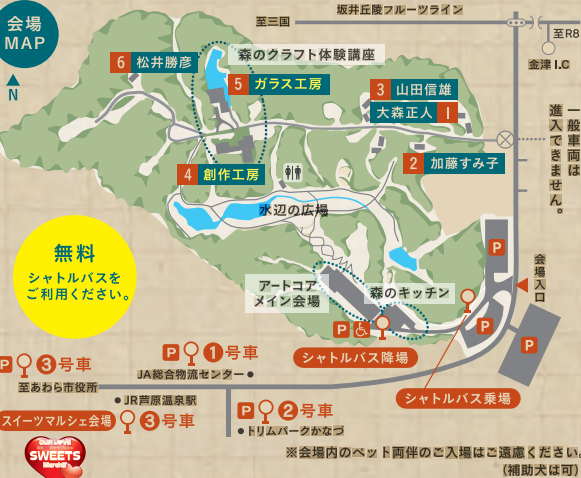 会場
MAP
N
坂井丘陵フルーツライン
至三国
至R8
金津 I.C
6 松井勝彦
森のクラフト体験講座
5 ガラス工房
3 山田信雄
大森正人 1
2 加藤すみ子
一般車両は
進入できません。
4 創作工房
水辺の広場
無料
シャトルバスを
ご利用ください。
アートコア
メイン会場
森のキッチン
P
会場入口
P
P
P
シャトルバス降場
シャトルバス乗場
P ③号車
至あわら市役所
P ①号車
JA総合物流センター
JR芦原温泉駅
スイーツマルシェ会場 ③号車
P ②号車
トリムパークかなづ
SWEETS
※会場内のペット両伴のご入場はご遠慮ください。
(補助犬は可)